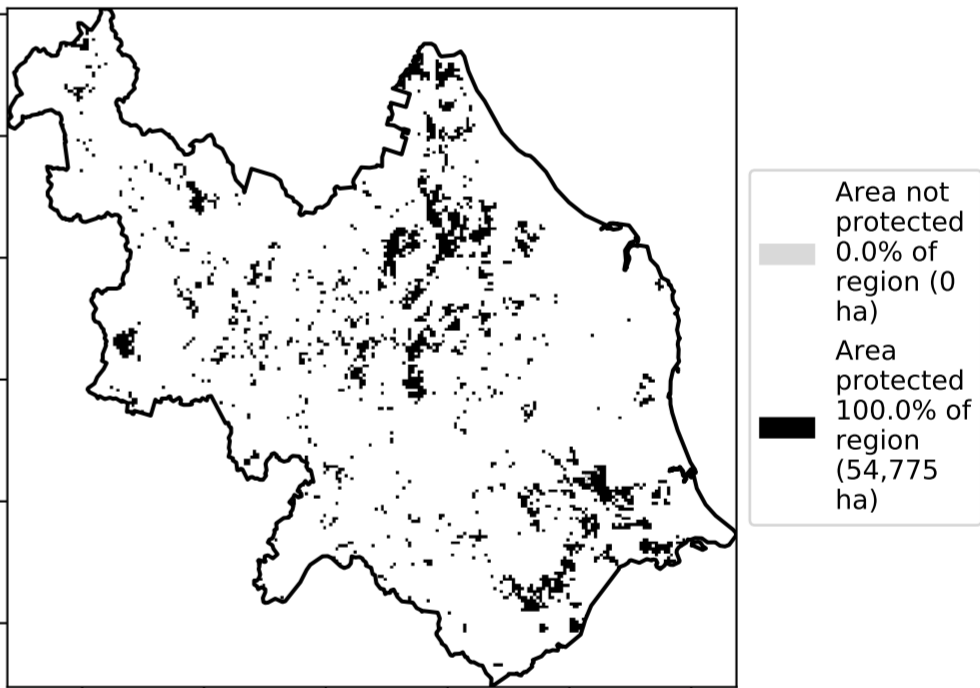 Area not
protected
0.0% of
region (0
ha)
Area
protected
100.0% of
region
(54,775
ha)